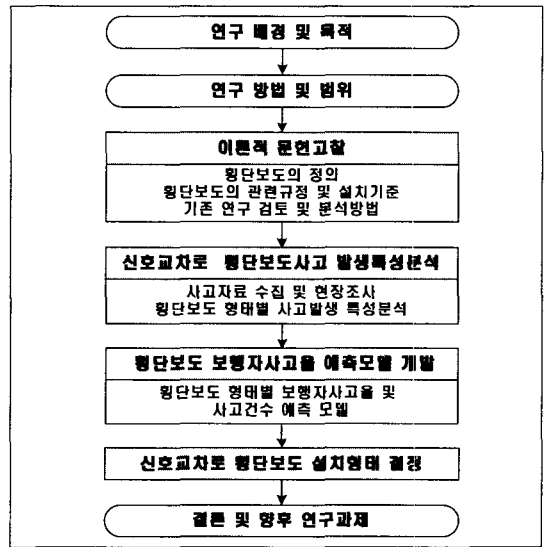 연구 배경 및 목적
연구 방법 및 범위
이론적 문헌고찰
횡단보도의 정의
횡단보도의 관련규정 및 설치기준
기존 연구 검토 및 분석방법
신호교차로 횡단보도사고 발생특성분석
사고자료 수집 및 현장조사
횡단보도 형태별 사고발생 특성분석
횡단보도 보행자사고율 예측모델 개발
횡단보도 형태별 보행자사고율 및
사고건수 예측 모델
신호교차로 횡단보도 설치형태 결정
결론 및 향후 연구과제